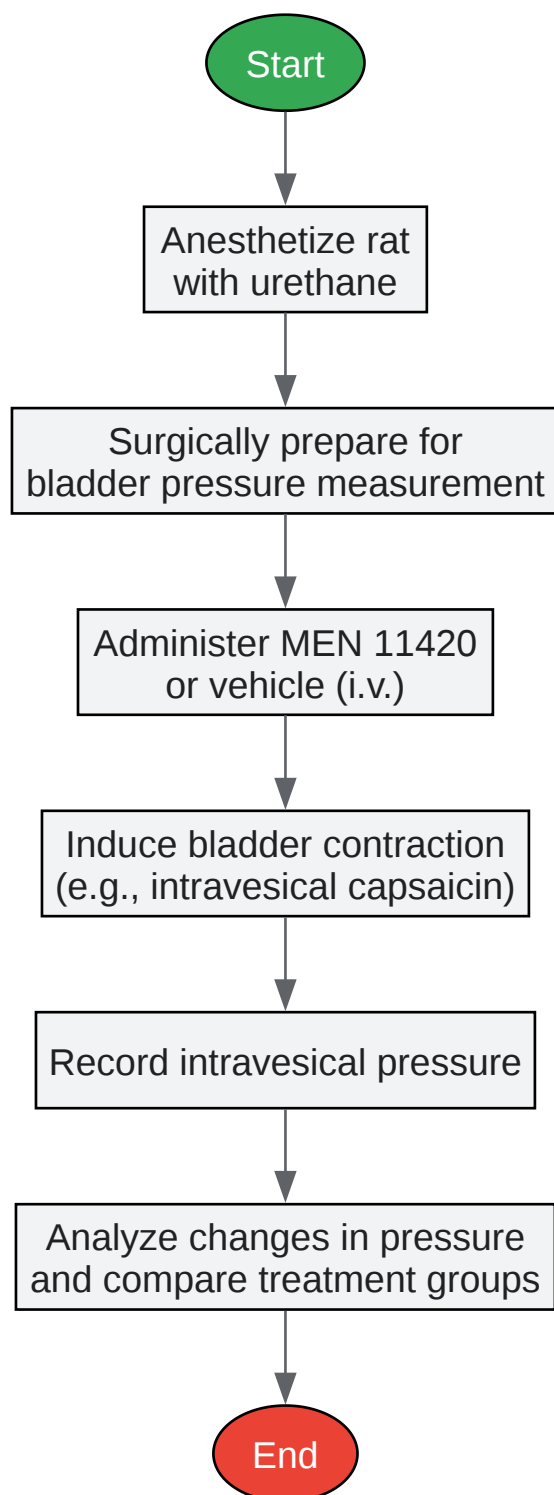 Start
Anesthetize rat
with urethane
Surgically prepare for
bladder pressure measurement
Administer MEN 11420
or vehicle (i.v.)
Induce bladder contraction
(e.g., intravesical capsaicin)
Record intravesical pressure
Analyze changes in pressure
and compare treatment groups
End